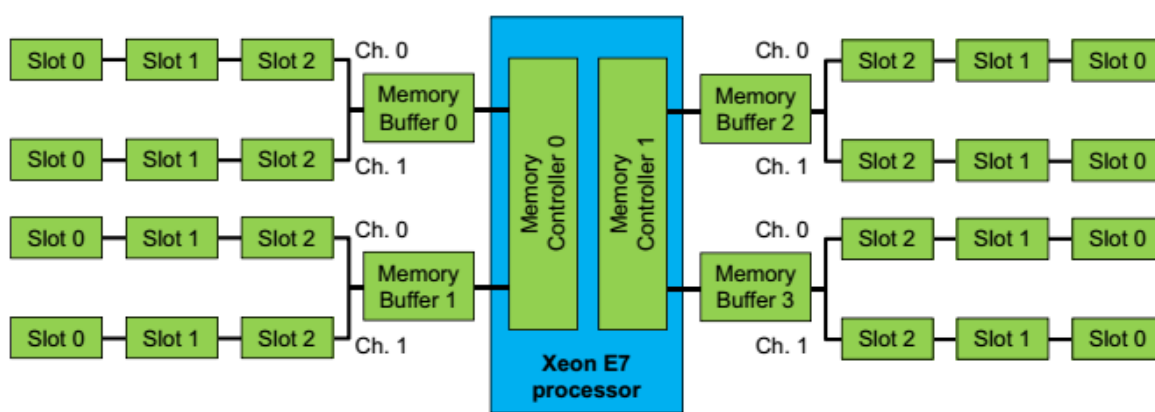 Ch. 0
Ch. 0
Slot 0
Slot 1
Slot 2
Slot 2
Slot 1
Slot 0
Memory
Buffer 0
Memory
Buffer 2
Slot 0
Slot 1
Slot 2
Slot 2
Slot 1
Slot 0
Ch. 1
Ch. 1
Memory
Controller 0
Memory
Controller 1
Ch. 0
Ch. 0
Slot 0
Slot 1
Slot 2
Slot 2
Slot 1
Slot 0
Memory
Buffer 1
Memory
Buffer 3
Slot 0
Slot 1
Slot 2
Slot 2
Slot 1
Slot 0
Ch. 1
Ch. 1
Xeon E7
processor